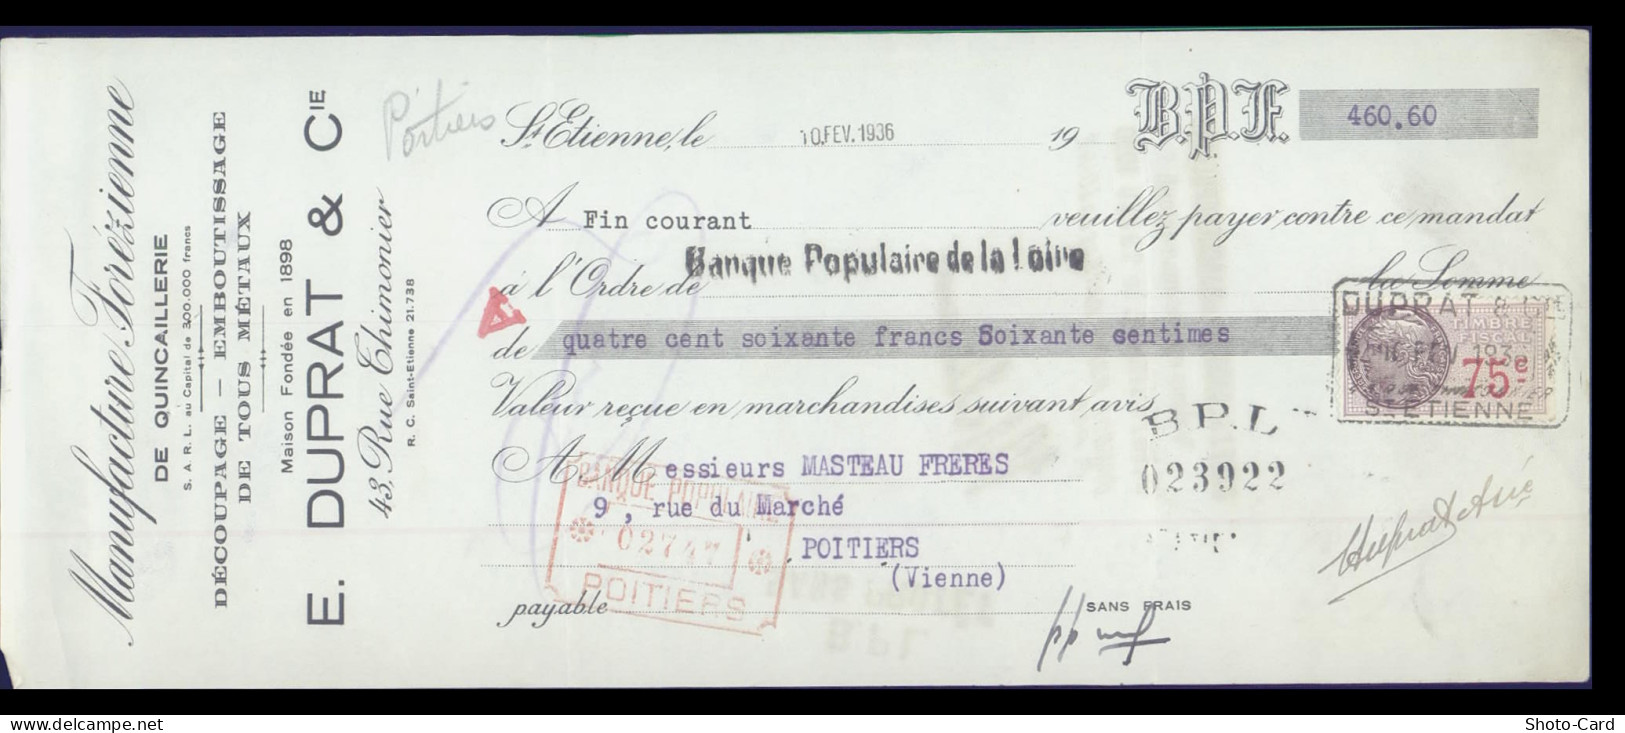 Manufacture Forézienne
DE QUINCAILLERIE
S. A. R. L. au Capital de 300.000 francs
DÉCOUPAGE - EMBOUTISSAGE
DE TOUS MÉTAUX
Maison Fondée en 1898
E. DUPRAT & CIE
43, Rue Thimonier
R. C. Saint-Etienne 21.738
Poitiers
St Etienne, le 10.FEV.1936 19 B.P.F. 460.60
A Fin courant veuillez payer contre ce mandat
à l'Ordre de Banque Populaire de la Loire la Somme
de quatre cent soixante francs Soixante centimes
DUPRAT & CIE
TIMBRE
FISCAL
75c
ST-ETIENNE
Valeur reçue en marchandises suivant avis
B.P.L
023922
A Messieurs MASTEAU FRERES
9, rue du Marché
POITIERS
(Vienne)
BANQUE POPULAIRE
02747
POITIERS
payable
SANS FRAIS
B.P.L
Shoto-Card
www.delcampe.net